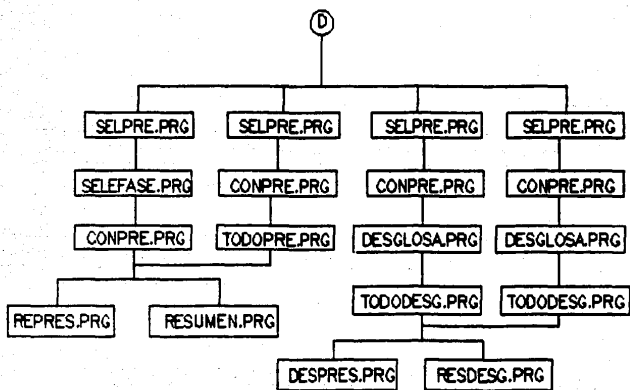 D
SELPRE.PRG SELPRE.PRG SELPRE.PRG SELPRE.PRG
SELEFASE.PRG CONPRE.PRG CONPRE.PRG CONPRE.PRG
CONPRE.PRG TODOPRE.PRG DESGLOSA.PRG DESGLOSA.PRG
TODODESG.PRG TODODESG.PRG
REPRES.PRG RESUMEN.PRG
DESPRES.PRG RESDESG.PRG